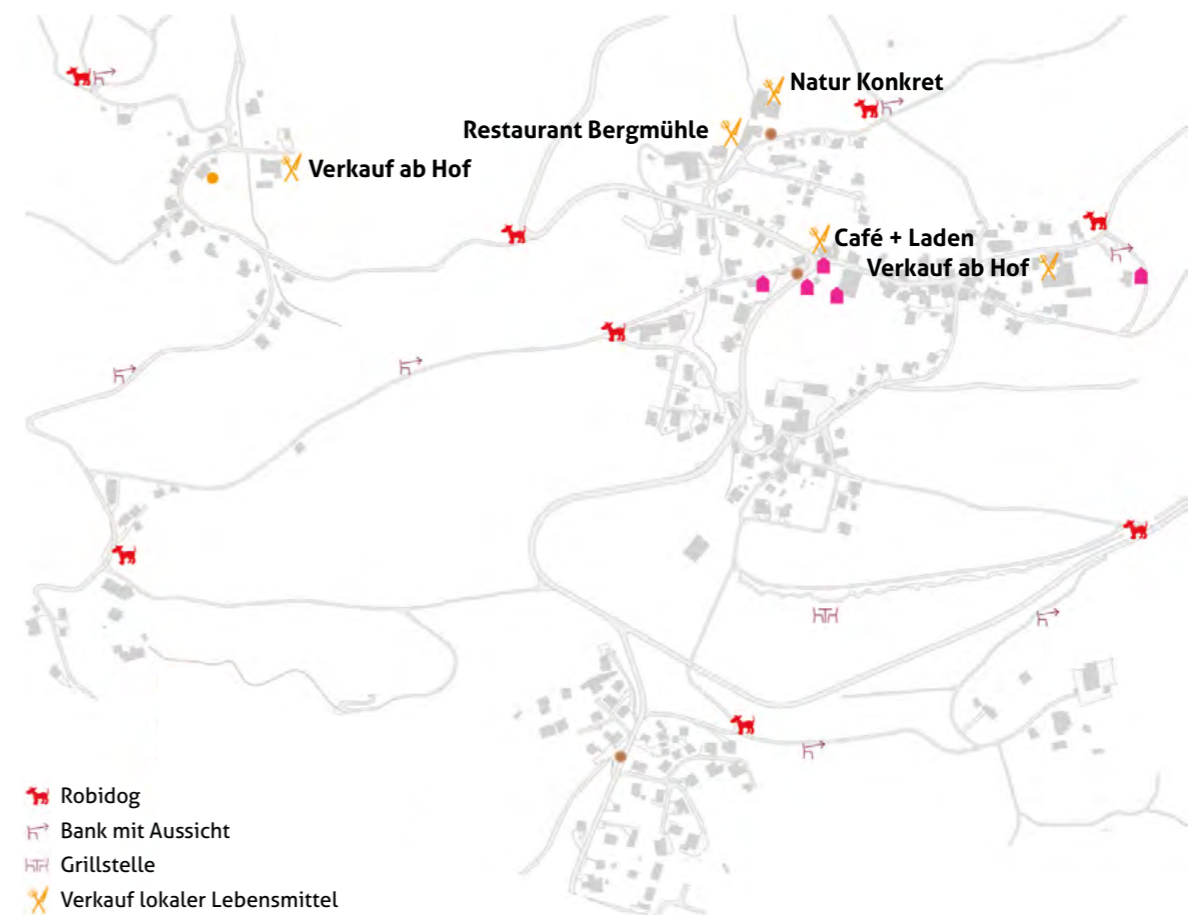 Natur Konkret
Restaurant Bergmühle
Verkauf ab Hof
Café + Laden
Verkauf ab Hof
Robidog
Bank mit Aussicht
Grillstelle
Verkauf lokaler Lebensmittel